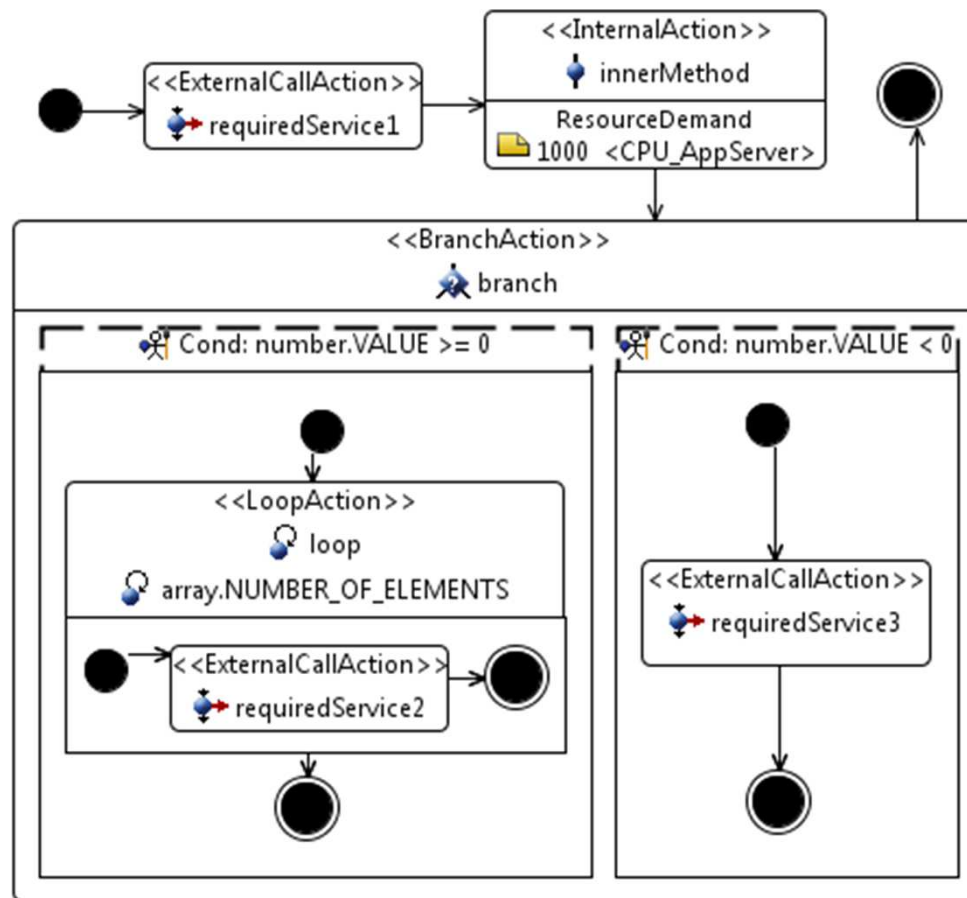 <<ExternalCallAction>>
requiredService1
<<InternalAction>>
innerMethod
ResourceDemand
1000 <CPU_AppServer>
<<BranchAction>>
branch
Cond: number.VALUE >= 0
<<LoopAction>>
loop
array.NUMBER_OF_ELEMENTS
<<ExternalCallAction>>
requiredService2
Cond: number.VALUE < 0
<<ExternalCallAction>>
requiredService3